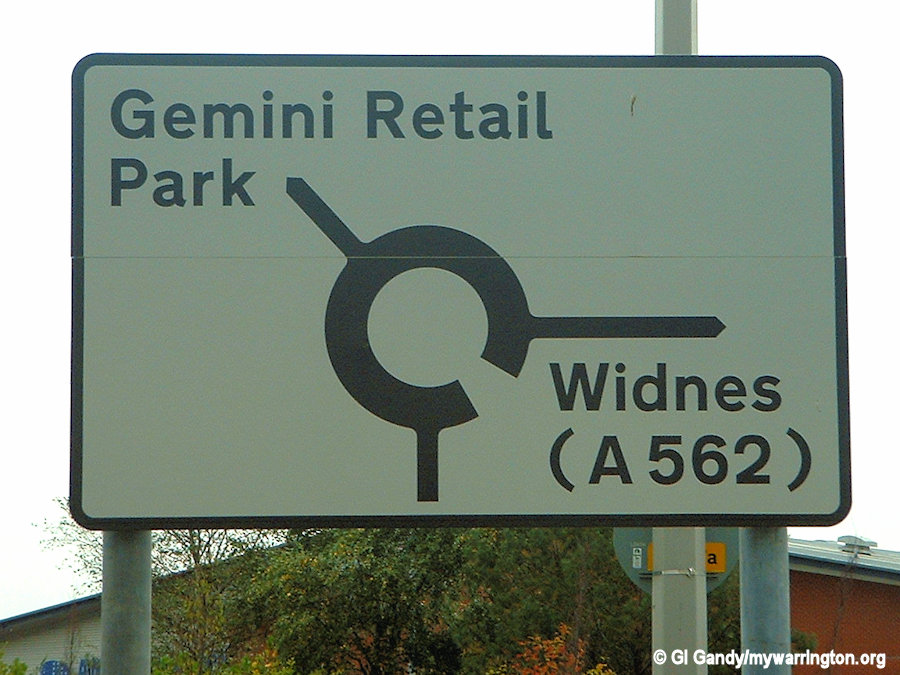 Gemini Retail
Park
Widnes
(A 562)
a
© GI Gandy/mywarrington.org